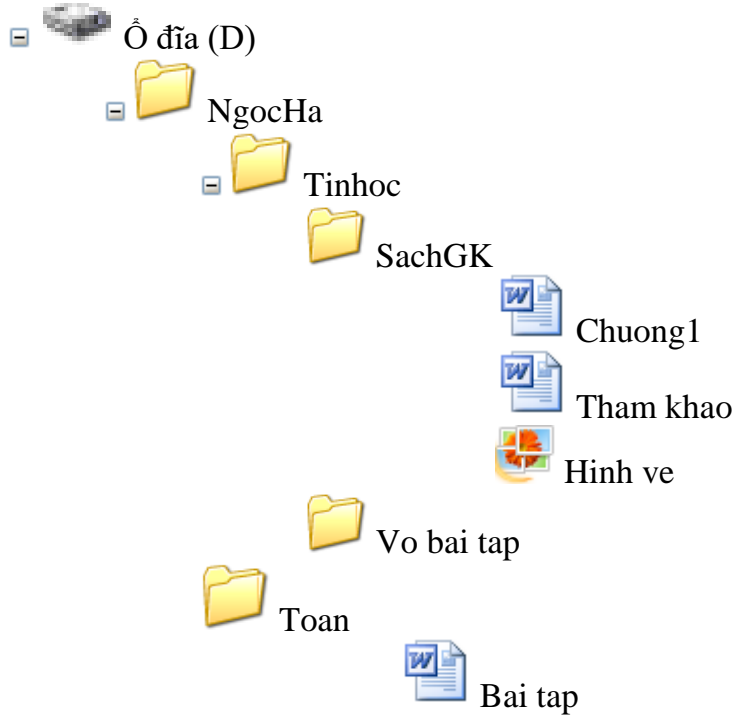 Ổ đĩa (D)
NgocHa
Tinhoc
SachGK
Chuong1
Tham khao
Hinh ve
Vo bai tap
Toan
Bai tap